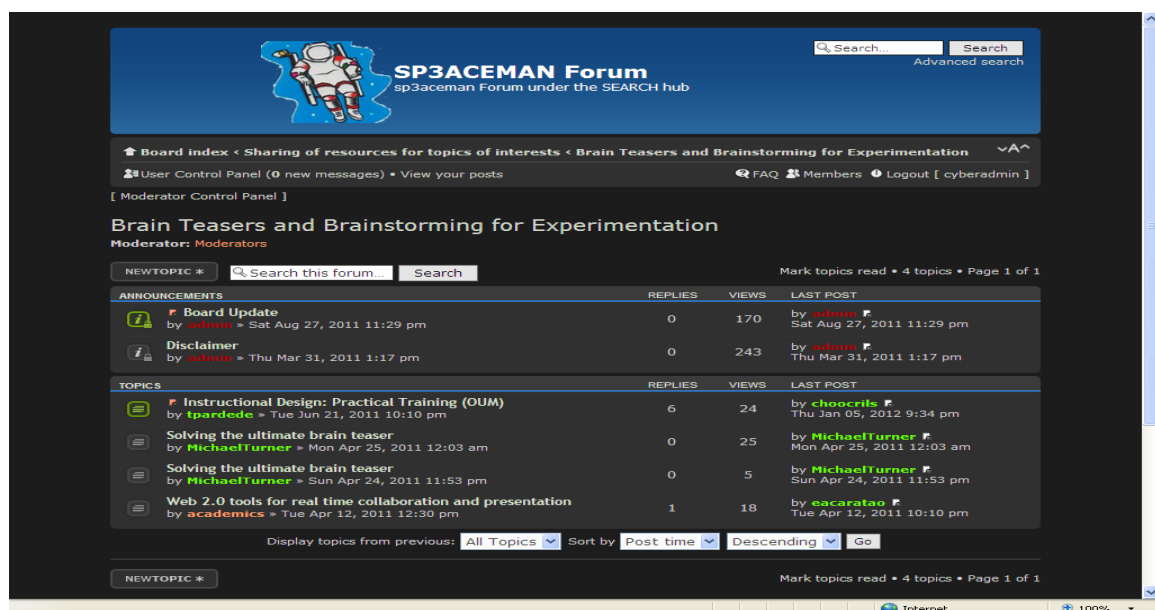 Search... Search
Advanced search
SP3ACEMAN Forum
sp3aceman Forum under the SEARCH hub
Board index ‹ Sharing of resources for topics of interests ‹ Brain Teasers and Brainstorming for Experimentation
User Control Panel (0 new messages) • View your posts FAQ Members Logout [ cyberadmin ]
[ Moderator Control Panel ]
Brain Teasers and Brainstorming for Experimentation
Moderator: Moderators
NEWTOPIC * Search this forum... Search Mark topics read • 4 topics • Page 1 of 1
ANNOUNCEMENTS REPLIES VIEWS LAST POST
Board Update
by admin » Sat Aug 27, 2011 11:29 pm 0 170 by admin Sat Aug 27, 2011 11:29 pm
Disclaimer
by admin » Thu Mar 31, 2011 1:17 pm 0 243 by admin Thu Mar 31, 2011 1:17 pm
TOPICS REPLIES VIEWS LAST POST
Instructional Design: Practical Training (OUM)
by tpardede » Tue Jun 21, 2011 10:10 pm 6 24 by choocrils Thu Jan 05, 2012 9:34 pm
Solving the ultimate brain teaser
by MichaelTurner » Mon Apr 25, 2011 12:03 am 0 25 by MichaelTurner Mon Apr 25, 2011 12:03 am
Solving the ultimate brain teaser
by MichaelTurner » Sun Apr 24, 2011 11:53 pm 0 5 by MichaelTurner Sun Apr 24, 2011 11:53 pm
Web 2.0 tools for real time collaboration and presentation
by academics » Tue Apr 12, 2011 12:30 pm 1 18 by eacaratao Tue Apr 12, 2011 10:10 pm
Display topics from previous: All Topics Sort by Post time Descending Go
NEWTOPIC * Mark topics read • 4 topics • Page 1 of 1
Internet 100%